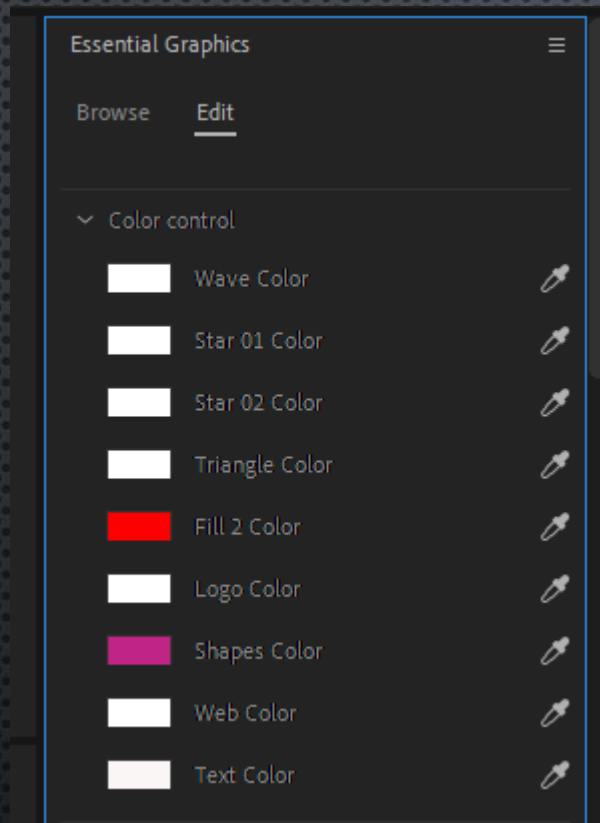 Essential Graphics
Browse Edit
Color control
Wave Color
Star 01 Color
Star 02 Color
Triangle Color
Fill 2 Color
Logo Color
Shapes Color
Web Color
Text Color